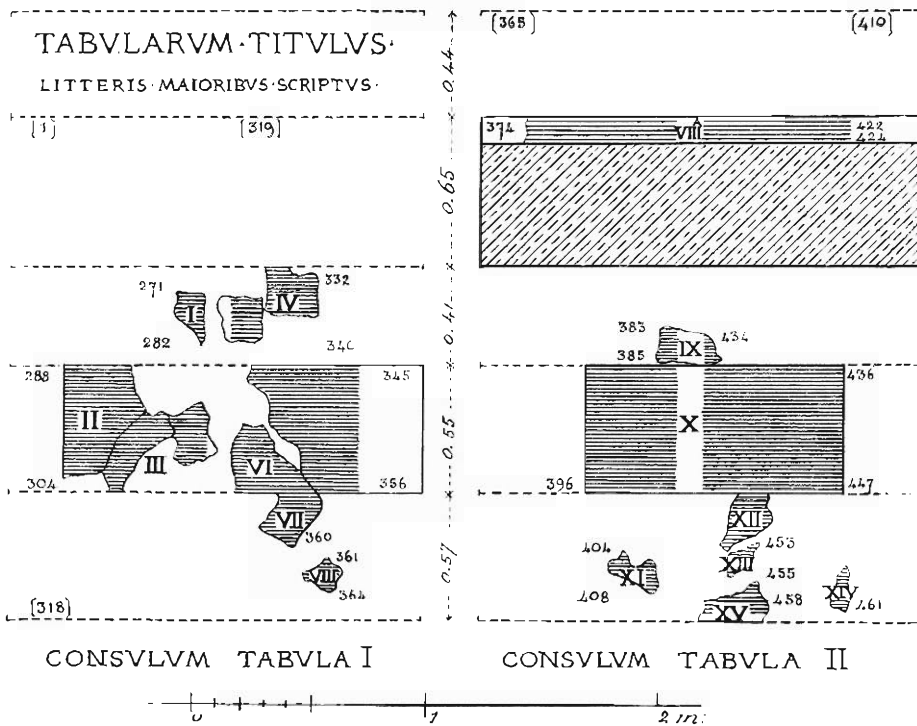 TABVLARVM·TITVLUS·
LITTERIS·MAIORIBVS·SCRIPTVS·
[1] [319]
271 I IV 332
282 346
288 345
II
III VI
304 356
VII
360
361
VIII
364
[318]
CONSVLVM TABVLA I
0.44
0.65
0.41
0.55
0.57
[365] [410]
374 VIII A 422
424
383 IX 434
385
436
X
396 447
XII
404 453
XI XIII
408 455
XIV
458 461
XV
CONSVLVM TABVLA II
0 1 2 m: